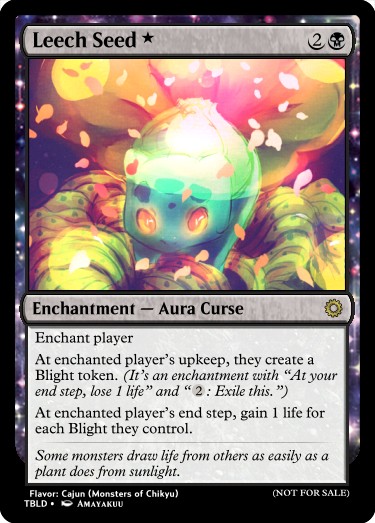 Leech Seed ★ 2
Enchantment — Aura Curse
Enchant player
At enchanted player's upkeep, they create a
Blight token. (It's an enchantment with “At your
end step, lose 1 life” and “2: Exile this.”)
At enchanted player's end step, gain 1 life for
each Blight they control.
Some monsters draw life from others as easily as a
plant does from sunlight.
Flavor: Cajun (Monsters of Chikyu) (NOT FOR SALE)
TBLD • Amayakuu